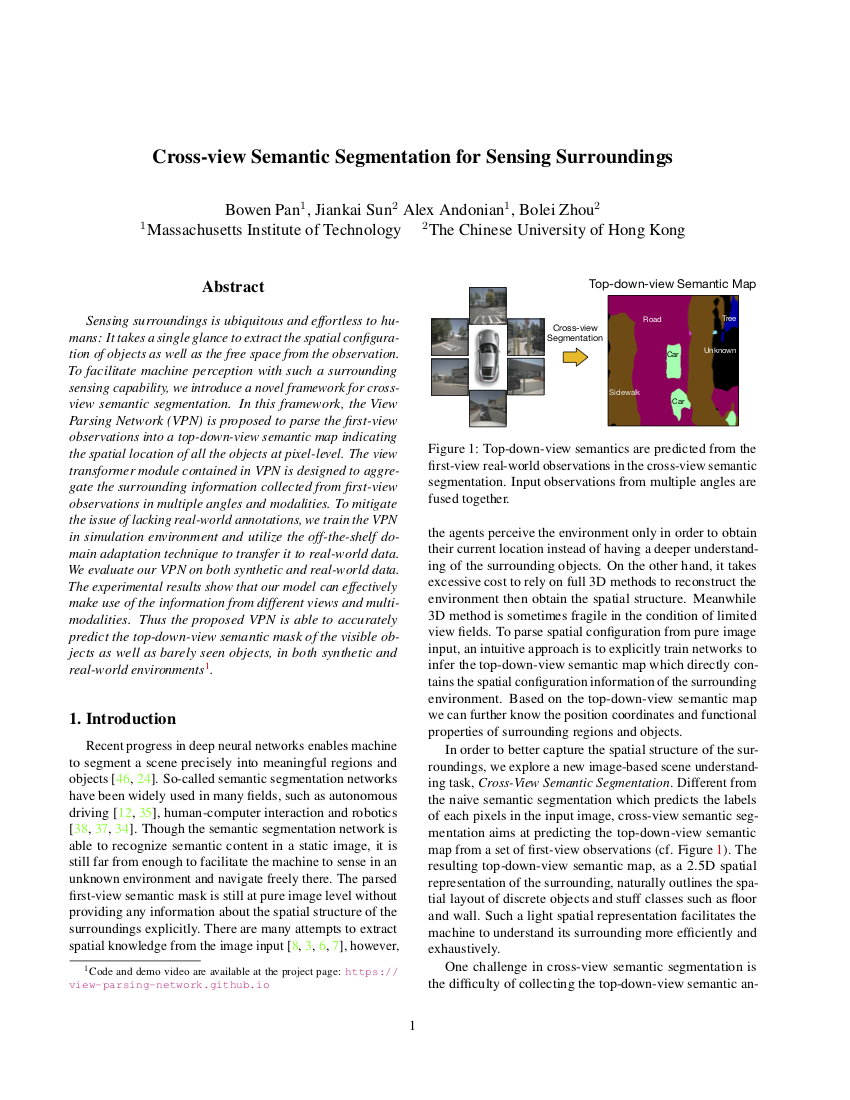 Cross-view Semantic Segmentation for Sensing Surroundings
Bowen Pan1, Jiankai Sun2 Alex Andonian1, Bolei Zhou2
1Massachusetts Institute of Technology 2The Chinese University of Hong Kong
Abstract
Sensing surroundings is ubiquitous and effortless to hu-
mans: It takes a single glance to extract the spatial configura-
tion of objects as well as the free space from the observation.
To facilitate machine perception with such a surrounding
sensing capability, we introduce a novel framework for cross-
view semantic segmentation. In this framework, the View
Parsing Network (VPN) is proposed to parse the first-view
observations into a top-down-view semantic map indicating
the spatial location of all the objects at pixel-level. The view
transformer module contained in VPN is designed to aggre-
gate the surrounding information collected from first-view
observations in multiple angles and modalities. To mitigate
the issue of lacking real-world annotations, we train the VPN
in simulation environment and utilize the off-the-shelf do-
main adaptation technique to transfer it to real-world data.
We evaluate our VPN on both synthetic and real-world data.
The experimental results show that our model can effectively
make use of the information from different views and multi-
modalities. Thus the proposed VPN is able to accurately
predict the top-down-view semantic mask of the visible ob-
jects as well as barely seen objects, in both synthetic and
real-world environments1.
1. Introduction
Recent progress in deep neural networks enables machine
to segment a scene precisely into meaningful regions and
objects [46, 24]. So-called semantic segmentation networks
have been widely used in many fields, such as autonomous
driving [12, 35], human-computer interaction and robotics
[38, 37, 34]. Though the semantic segmentation network is
able to recognize semantic content in a static image, it is
still far from enough to facilitate the machine to sense in an
unknown environment and navigate freely there. The parsed
first-view semantic mask is still at pure image level without
providing any information about the spatial structure of the
surroundings explicitly. There are many attempts to extract
spatial knowledge from the image input [8, 3, 6, 7], however,
1Code and demo video are available at the project page: https://
view-parsing-network.github.io
Top-down-view Semantic Map
Cross-view
Segmentation
Road
Tree
Unknown
Car
Sidewalk
Car
Figure 1: Top-down-view semantics are predicted from the
first-view real-world observations in the cross-view semantic
segmentation. Input observations from multiple angles are
fused together.
the agents perceive the environment only in order to obtain
their current location instead of having a deeper understand-
ing of the surrounding objects. On the other hand, it takes
excessive cost to rely on full 3D methods to reconstruct the
environment then obtain the spatial structure. Meanwhile
3D method is sometimes fragile in the condition of limited
view fields. To parse spatial configuration from pure image
input, an intuitive approach is to explicitly train networks to
infer the top-down-view semantic map which directly con-
tains the spatial configuration information of the surrounding
environment. Based on the top-down-view semantic map
we can further know the position coordinates and functional
properties of surrounding regions and objects.
In order to better capture the spatial structure of the sur-
roundings, we explore a new image-based scene understand-
ing task, Cross-View Semantic Segmentation. Different from
the naive semantic segmentation which predicts the labels
of each pixels in the input image, cross-view semantic seg-
mentation aims at predicting the top-down-view semantic
map from a set of first-view observations (cf. Figure 1). The
resulting top-down-view semantic map, as a 2.5D spatial
representation of the surrounding, naturally outlines the spa-
tial layout of discrete objects and stuff classes such as floor
and wall. Such a light spatial representation facilitates the
machine to understand its surrounding more efficiently and
exhaustively.
One challenge in cross-view semantic segmentation is
the difficulty of collecting the top-down-view semantic an-
1